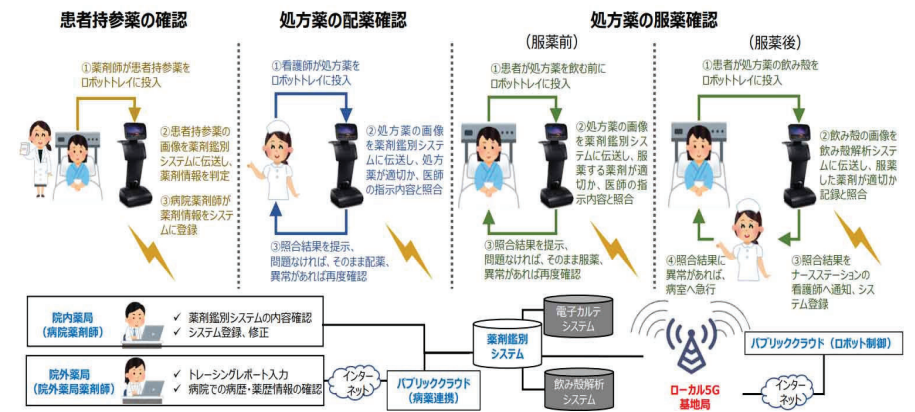 患者持参薬の確認
①薬剤師が患者持参薬を
ロボットトレイに投入
②患者持参薬の
画像を薬剤鑑別
システムに伝送し、
薬剤情報を判定
③病院薬剤師が
薬剤情報をシステ
ムに登録
処方薬の配薬確認
①看護師が処方薬を
ロボットトレイに投入
②処方薬の画像
を薬剤鑑別システ
ムに伝送し、処方
薬が適切か、医師
の指示内容と照合
③照合結果を提示、
問題なければ、そのまま配薬、
異常があれば再度確認
処方薬の服薬確認
（服薬前）
①患者が処方薬を飲む前に
ロボットトレイに投入
②処方薬の画像
を薬剤鑑別シス
テムに伝送し、服
薬する薬剤が適
切か、医師の指
示内容と照合
③照合結果を提示、
問題なければ、そのまま服薬、
異常があれば再度確認
（服薬後）
①患者が処方薬の飲み殻を
ロボットトレイに投入
②飲み殻の画像を
飲み殻解析システ
ムに伝送し、服薬
した薬剤が適切か
記録と照合
③照合結果を
ナースステーションの
看護師へ通知、シス
テム登録
④照合結果に
異常があれば、
病室へ急行
院内薬局
（病院薬剤師）
✓ 薬剤鑑別システムの内容確認
✓ システム登録、修正
院外薬局
（院外薬局薬剤師）
✓ トレーシングレポート入力
✓ 病院での病歴・薬歴情報の確認
インター
ネット
パブリッククラウド
（病薬連携）
薬剤鑑別
システム
電子カルテ
システム
飲み殻解析
システム
ローカル5G
基地局
インター
ネット
パブリッククラウド（ロボット制御）